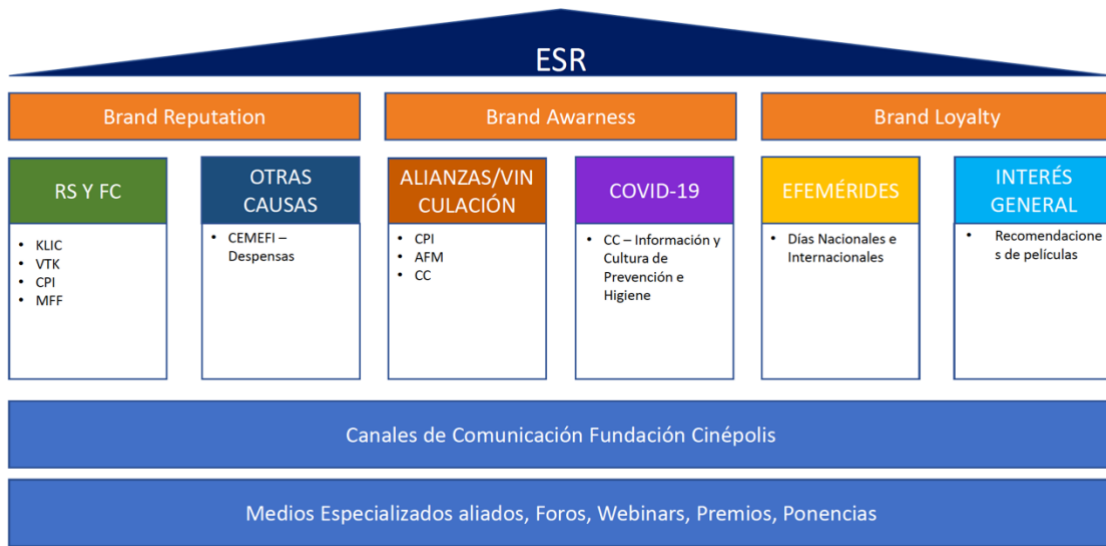 ESR
Brand Reputation
Brand Awarness
Brand Loyalty
RS Y FC
• KLIC
• VTK
• CPI
• MFF
OTRAS
CAUSAS
• CEMEFI –
Despensas
ALIANZAS/VIN
CULACIÓN
• CPI
• AFM
• CC
COVID-19
• CC – Información y
Cultura de
Prevención e
Higiene
EFEMÉRIDES
• Días Nacionales e
Internacionales
INTERÉS
GENERAL
• Recomendacione
s de películas
Canales de Comunicación Fundación Cinépolis
Medios Especializados aliados, Foros, Webinars, Premios, Ponencias